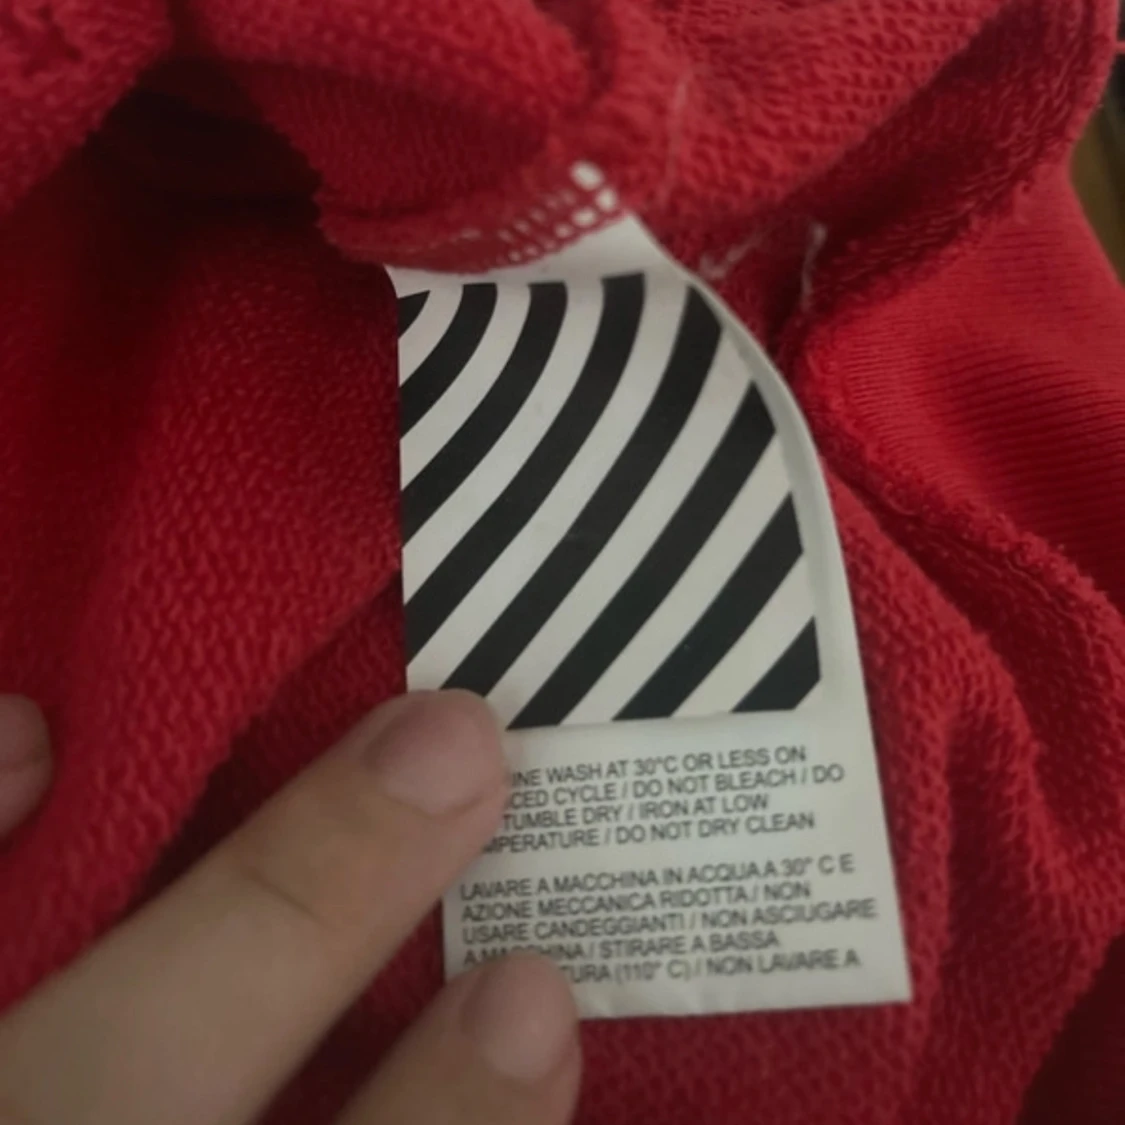 INE WASH AT 30°C OR LESS ON
CED CYCLE / DO NOT BLEACH / DO
TUMBLE DRY / IRON AT LOW
MPERATURE / DO NOT DRY CLEAN
LAVARE A MACCHINA IN ACQUA A 30° C E
AZIONE MECCANICA RIDOTTA / NON
USARE CANDEGGIANTI / NON ASCIUGARE
A MACCHINA / STIRARE A BASSA
TURA (110° C) / NON LAVARE A